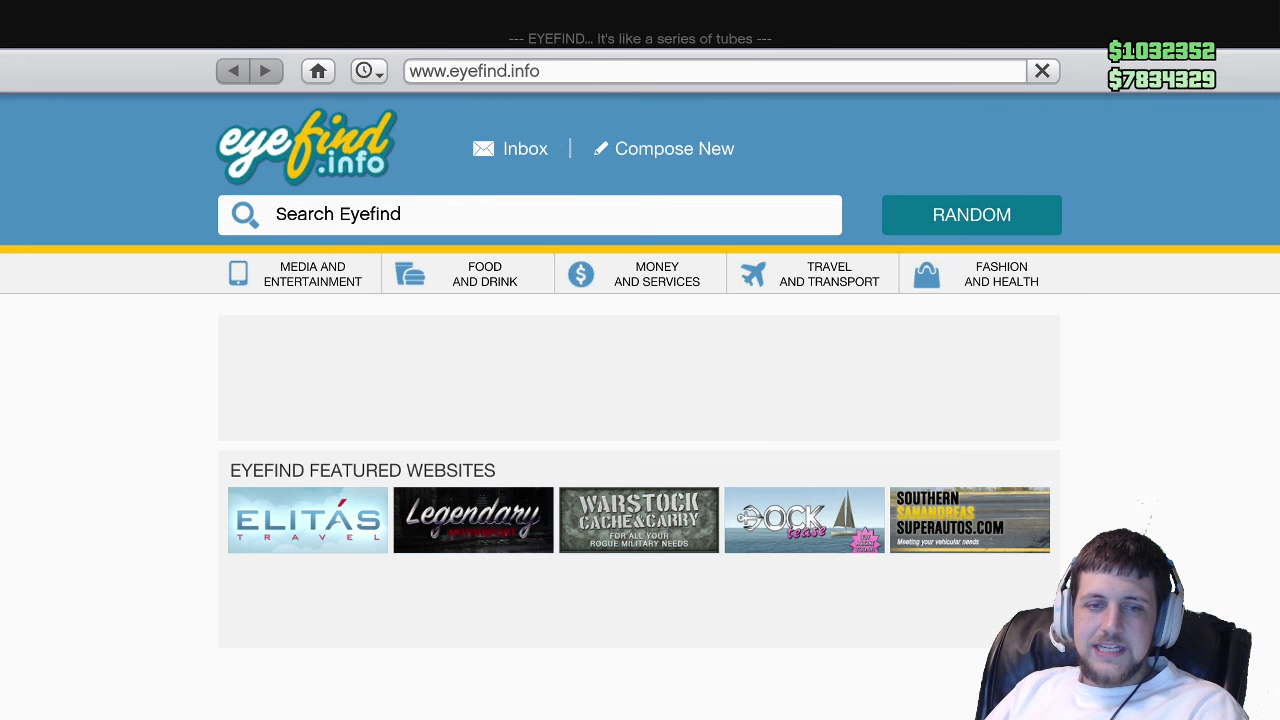 --- EYEFIND... It's like a series of tubes ---
$1032352
www.eyefind.info
$7834329
eyefind
.info
Inbox | Compose New
Search Eyefind
RANDOM
MEDIA AND
ENTERTAINMENT
FOOD
AND DRINK
MONEY
AND SERVICES
TRAVEL
AND TRANSPORT
FASHION
AND HEALTH
EYEFIND FEATURED WEBSITES
ELITÁS
TRAVEL
Legendary
MOTORSPORT
WARSTOCK
CACHE&CARRY
FOR ALL YOUR
ROGUE MILITARY NEEDS
DOCK
tease
SOUTHERN
SANANDREAS
SUPERAUTOS.COM
Meeting your vehicular needs